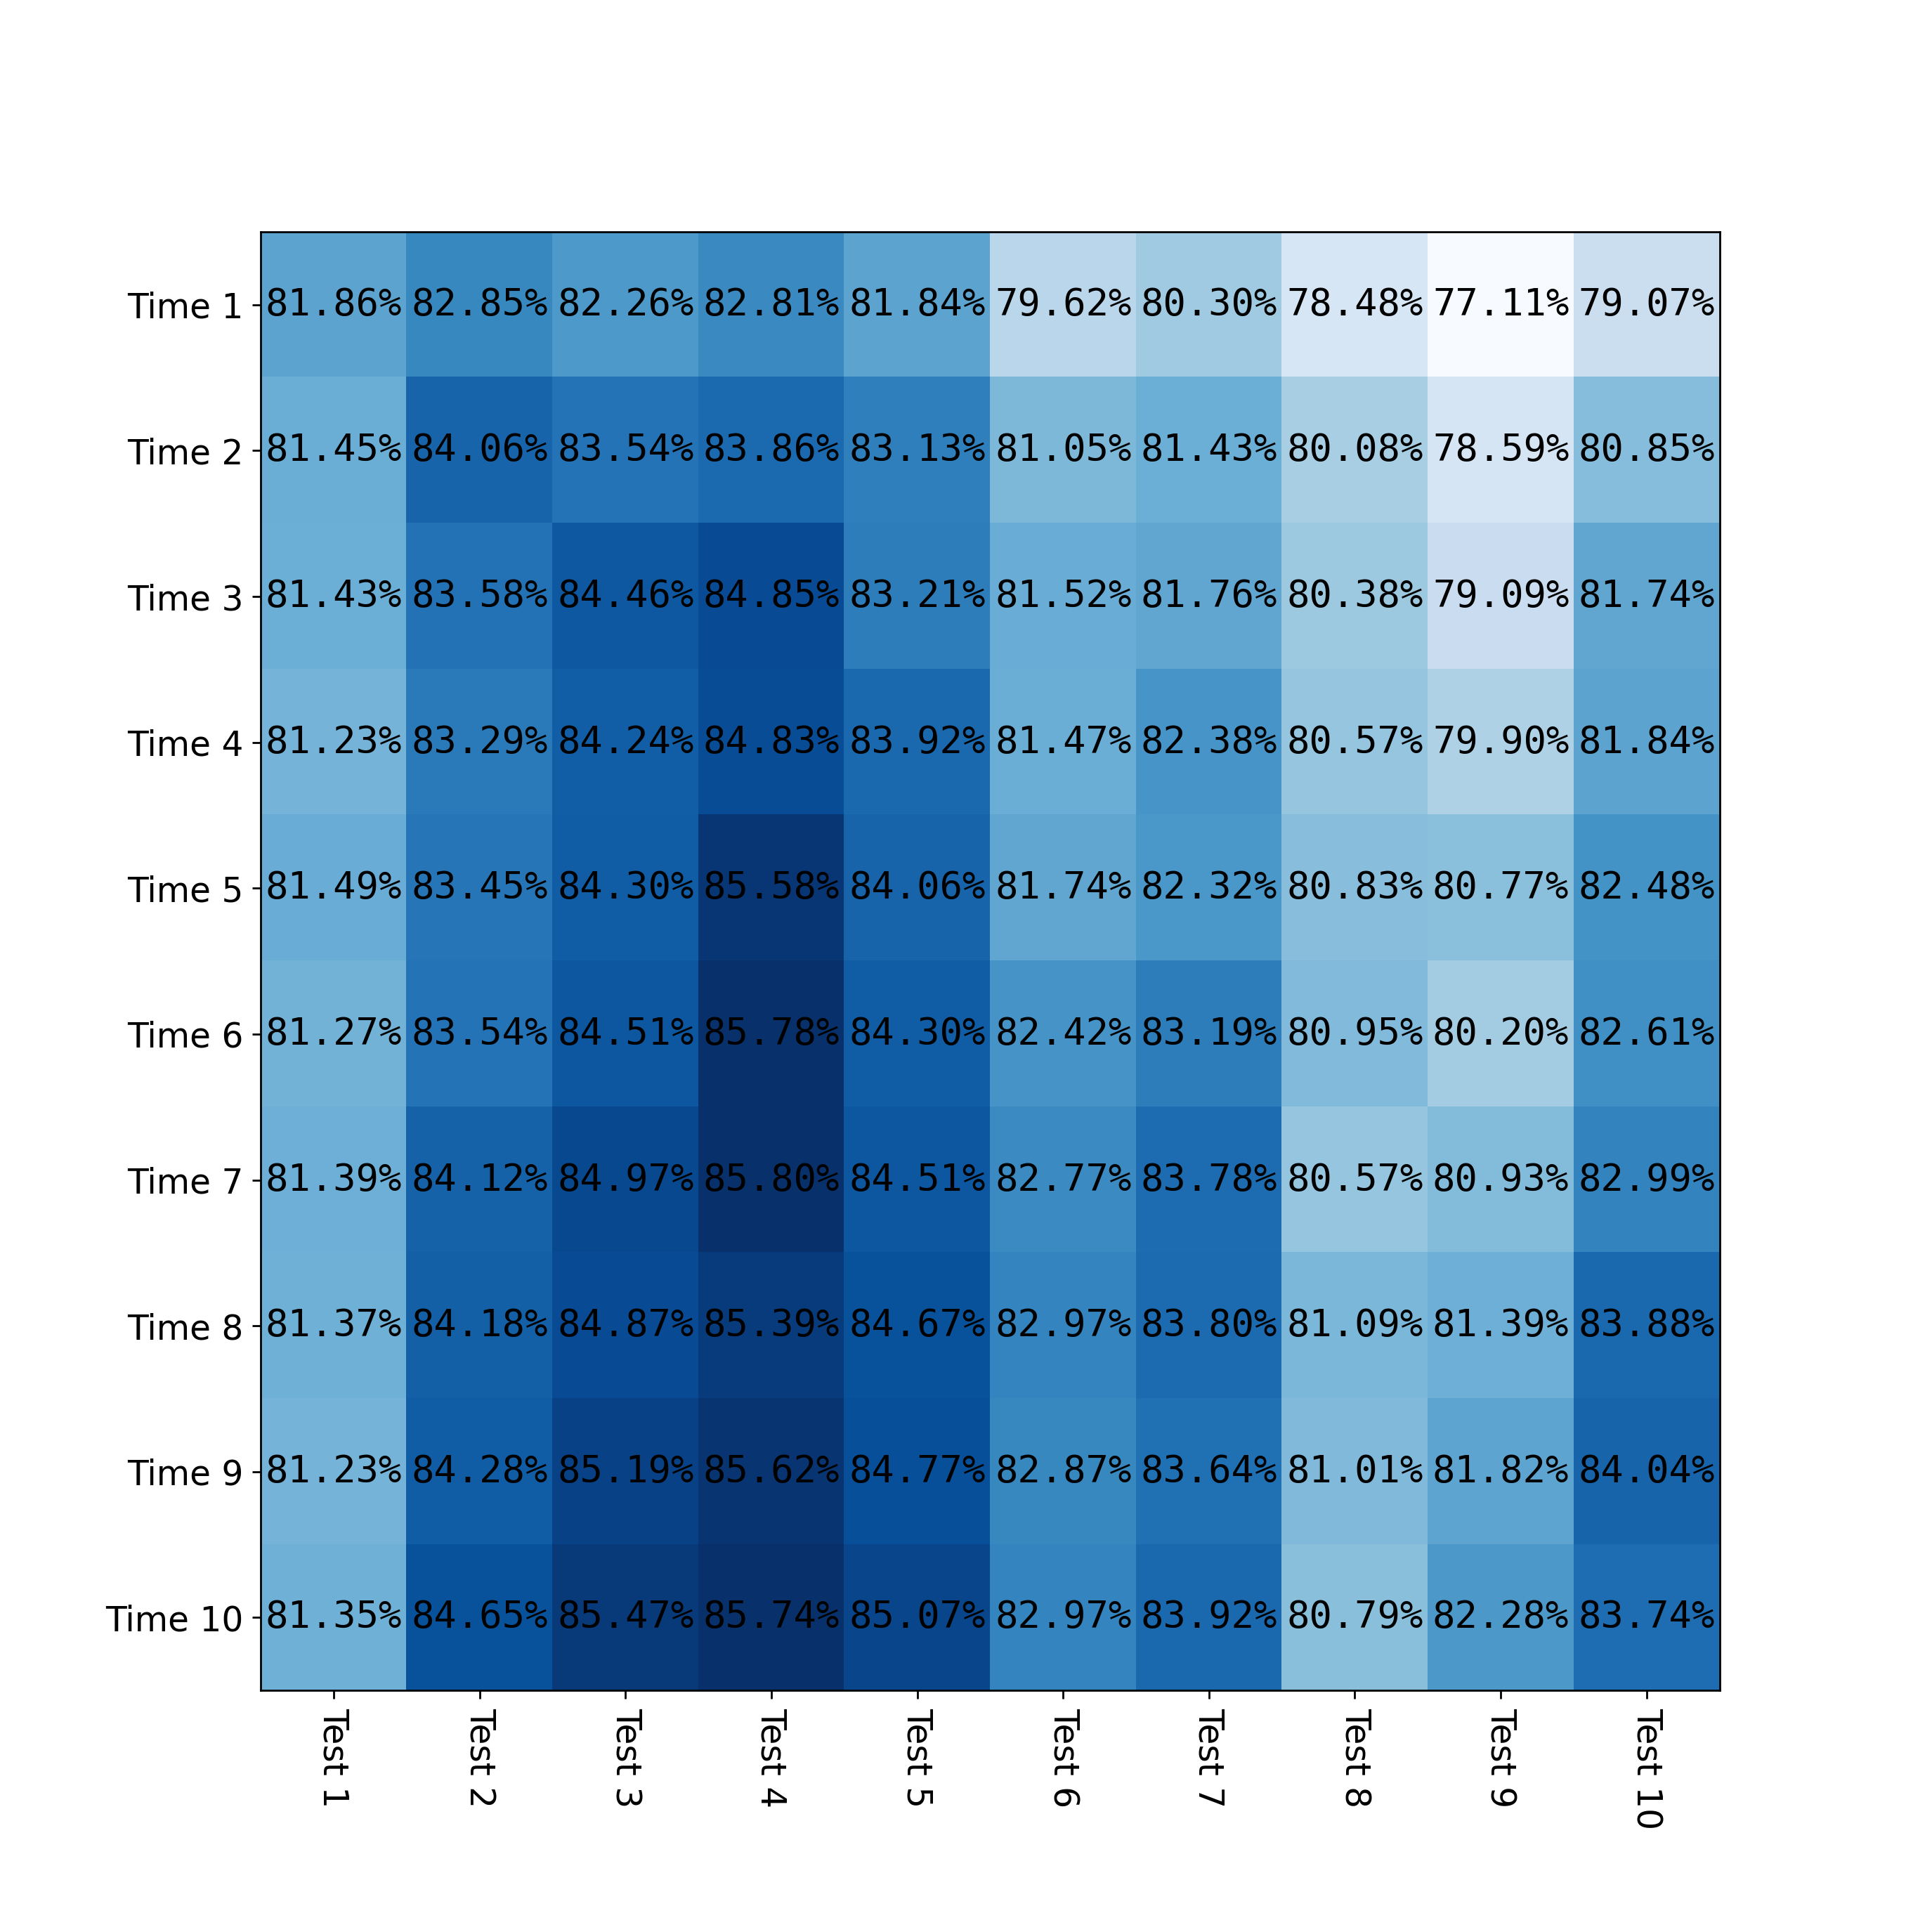 Time 1 81.86% 82.85% 82.26% 82.81% 81.84% 79.62% 80.30% 78.48% 77.11% 79.07%
Time 2 81.45% 84.06% 83.54% 83.86% 83.13% 81.05% 81.43% 80.08% 78.59% 80.85%
Time 3 81.43% 83.58% 84.46% 84.85% 83.21% 81.52% 81.76% 80.38% 79.09% 81.74%
Time 4 81.23% 83.29% 84.24% 84.83% 83.92% 81.47% 82.38% 80.57% 79.90% 81.84%
Time 5 81.49% 83.45% 84.30% 85.58% 84.06% 81.74% 82.32% 80.83% 80.77% 82.48%
Time 6 81.27% 83.54% 84.51% 85.78% 84.30% 82.42% 83.19% 80.95% 80.20% 82.61%
Time 7 81.39% 84.12% 84.97% 85.80% 84.51% 82.77% 83.78% 80.57% 80.93% 82.99%
Time 8 81.37% 84.18% 84.87% 85.39% 84.67% 82.97% 83.80% 81.09% 81.39% 83.88%
Time 9 81.23% 84.28% 85.19% 85.62% 84.77% 82.87% 83.64% 81.01% 81.82% 84.04%
Time 10 81.35% 84.65% 85.47% 85.74% 85.07% 82.97% 83.92% 80.79% 82.28% 83.74%
Test 1 Test 2 Test 3 Test 4 Test 5 Test 6 Test 7 Test 8 Test 9 Test 10